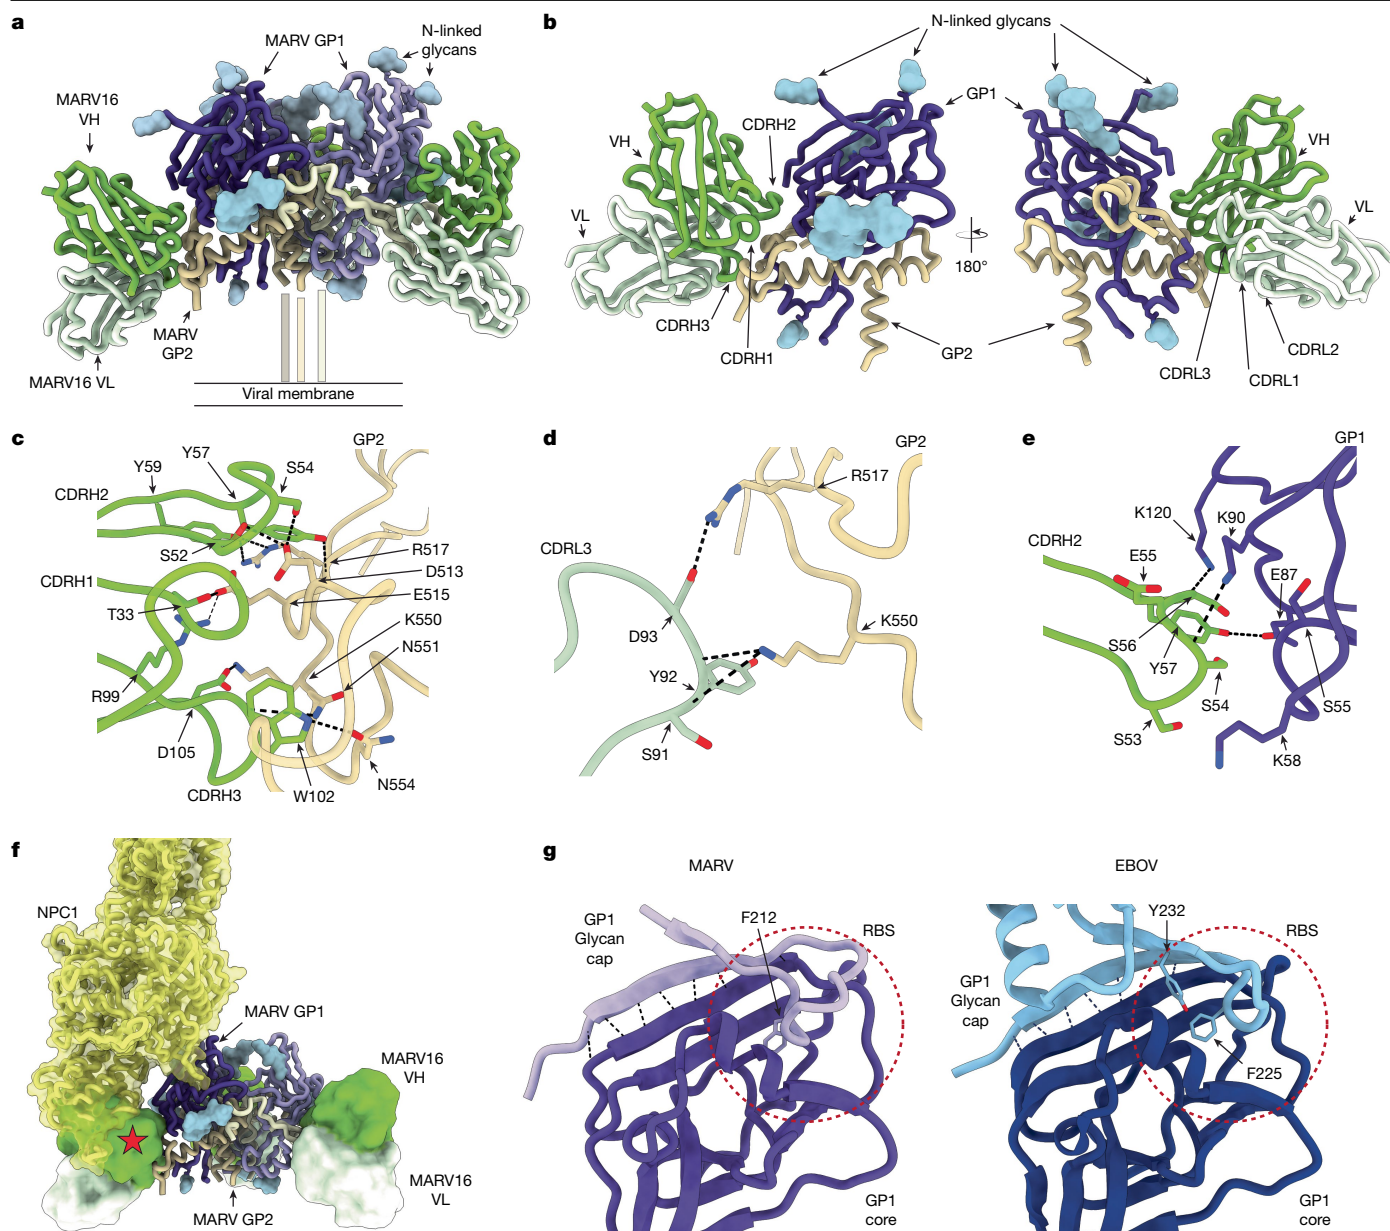 a
MARV16
VH
MARV GP1
N-linked
glycans
MARV
GP2
MARV16 VL
Viral membrane
b
N-linked glycans
CDRH2
GP1
VH
VH
VL
VL
180°
CDRH3
CDRH1
GP2
CDRL3
CDRL1
CDRL2
c
GP2
Y57
S54
Y59
CDRH2
S52
R517
CDRH1
D513
E515
T33
K550
N551
R99
D105
N554
CDRH3
W102
d
GP2
R517
CDRL3
D93
K550
Y92
S91
e
GP1
K120
K90
CDRH2
E55
E87
S56
Y57
S54
S55
S53
K58
f
NPC1
MARV GP1
MARV16
VH
MARV16
VL
MARV GP2
g
MARV
F212
GP1
Glycan
cap
RBS
GP1
core
EBOV
Y232
RBS
GP1
Glycan
cap
F225
GP1
core